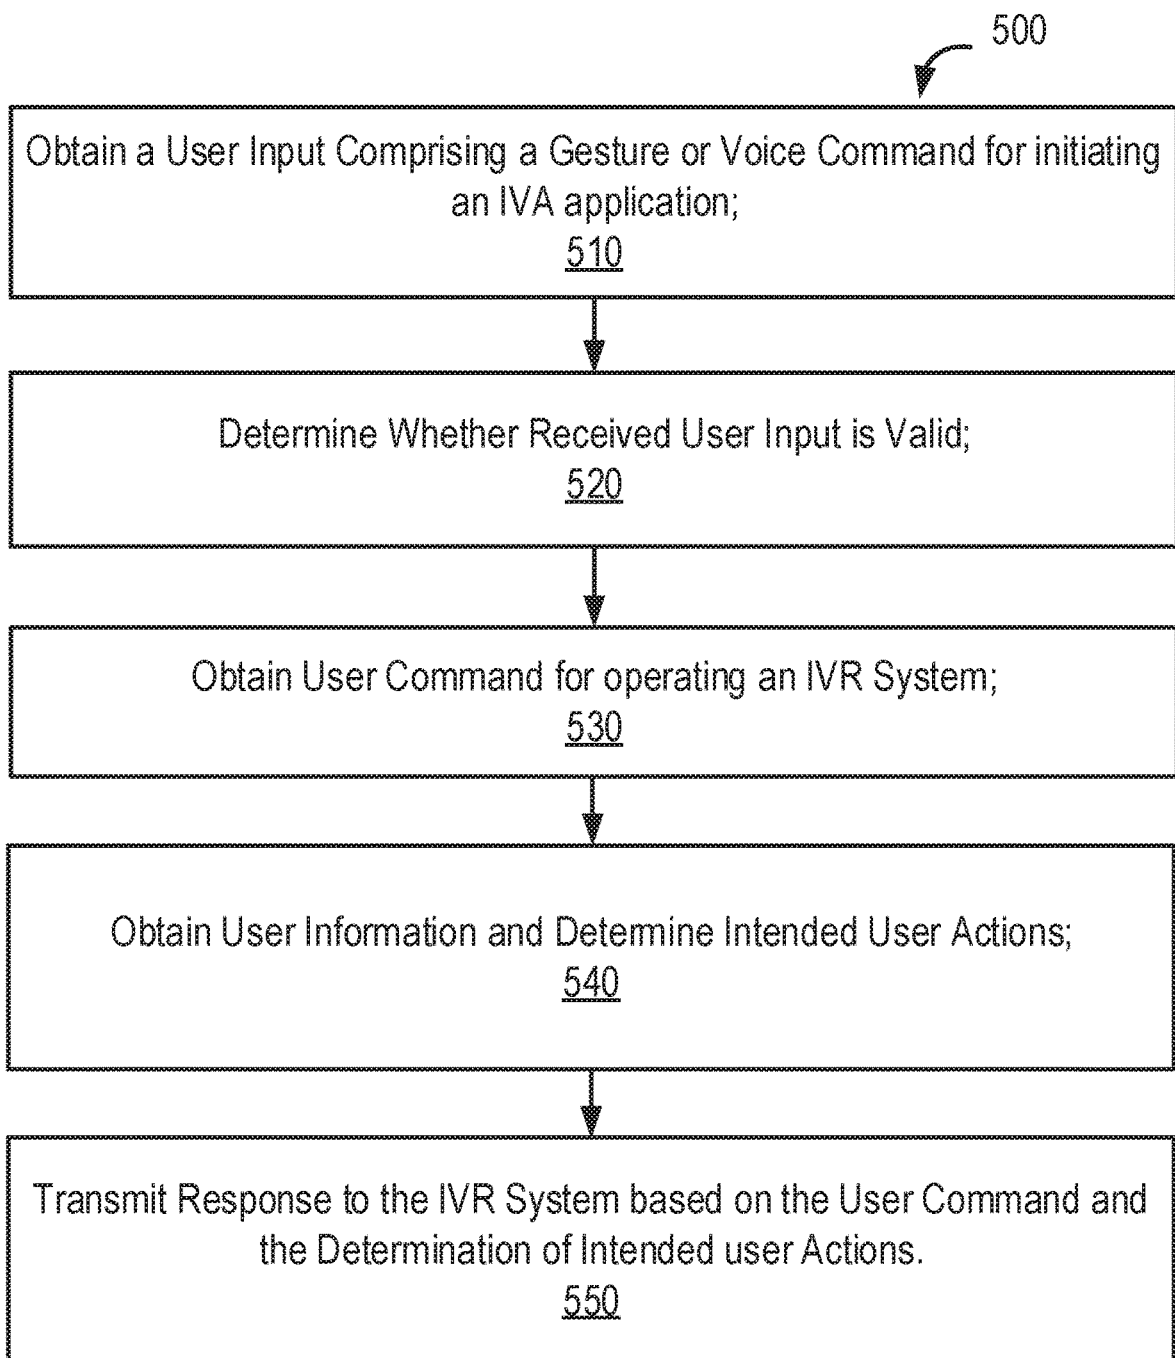 500
Obtain a User Input Comprising a Gesture or Voice Command for initiating
an IVA application;
510
Determine Whether Received User Input is Valid;
520
Obtain User Command for operating an IVR System;
530
Obtain User Information and Determine Intended User Actions;
540
Transmit Response to the IVR System based on the User Command and
the Determination of Intended user Actions.
550